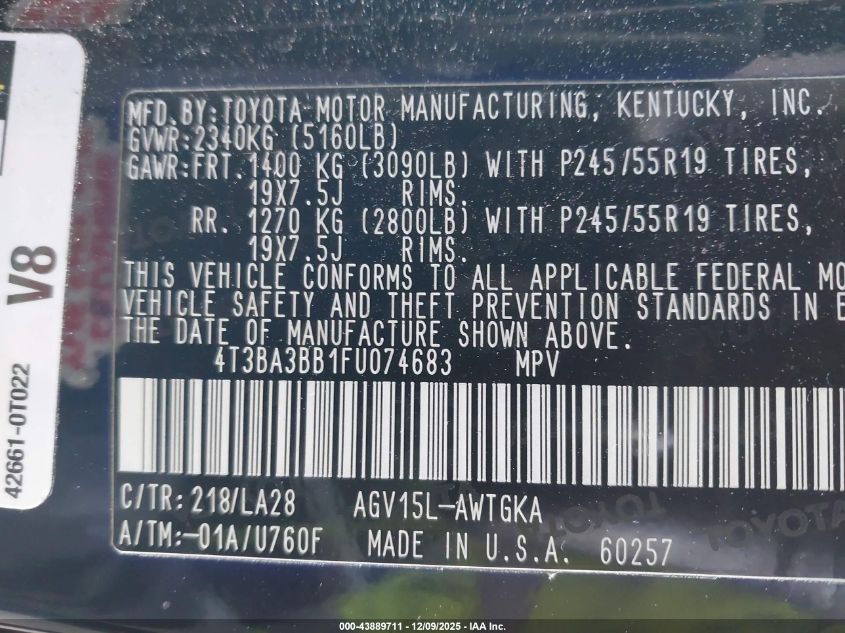 MFD.BY:TOYOTA MOTOR MANUFACTURING, KENTUCKY, INC.
GVWR:2340KG (5160LB)
GAWR:FRT.1400 KG (3090LB) WITH P245/55R19 TIRES,
19X7.5J RIMS.
RR. 1270 KG (2800LB) WITH P245/55R19 TIRES,
19X7.5J RIMS.
THIS VEHICLE CONFORMS TO ALL APPLICABLE FEDERAL MO
VEHICLE SAFETY AND THEFT PREVENTION STANDARDS IN E
THE DATE OF MANUFACTURE SHOWN ABOVE.
4T3BA3BB1FU074683 MPV
C/TR:218/LA28 AGV15L-AWTGKA
A/TM:-01A/U760F MADE IN U.S.A. 60257
V8
42661-0T022
000-43889711 - 12/09/2025 - IAA Inc.